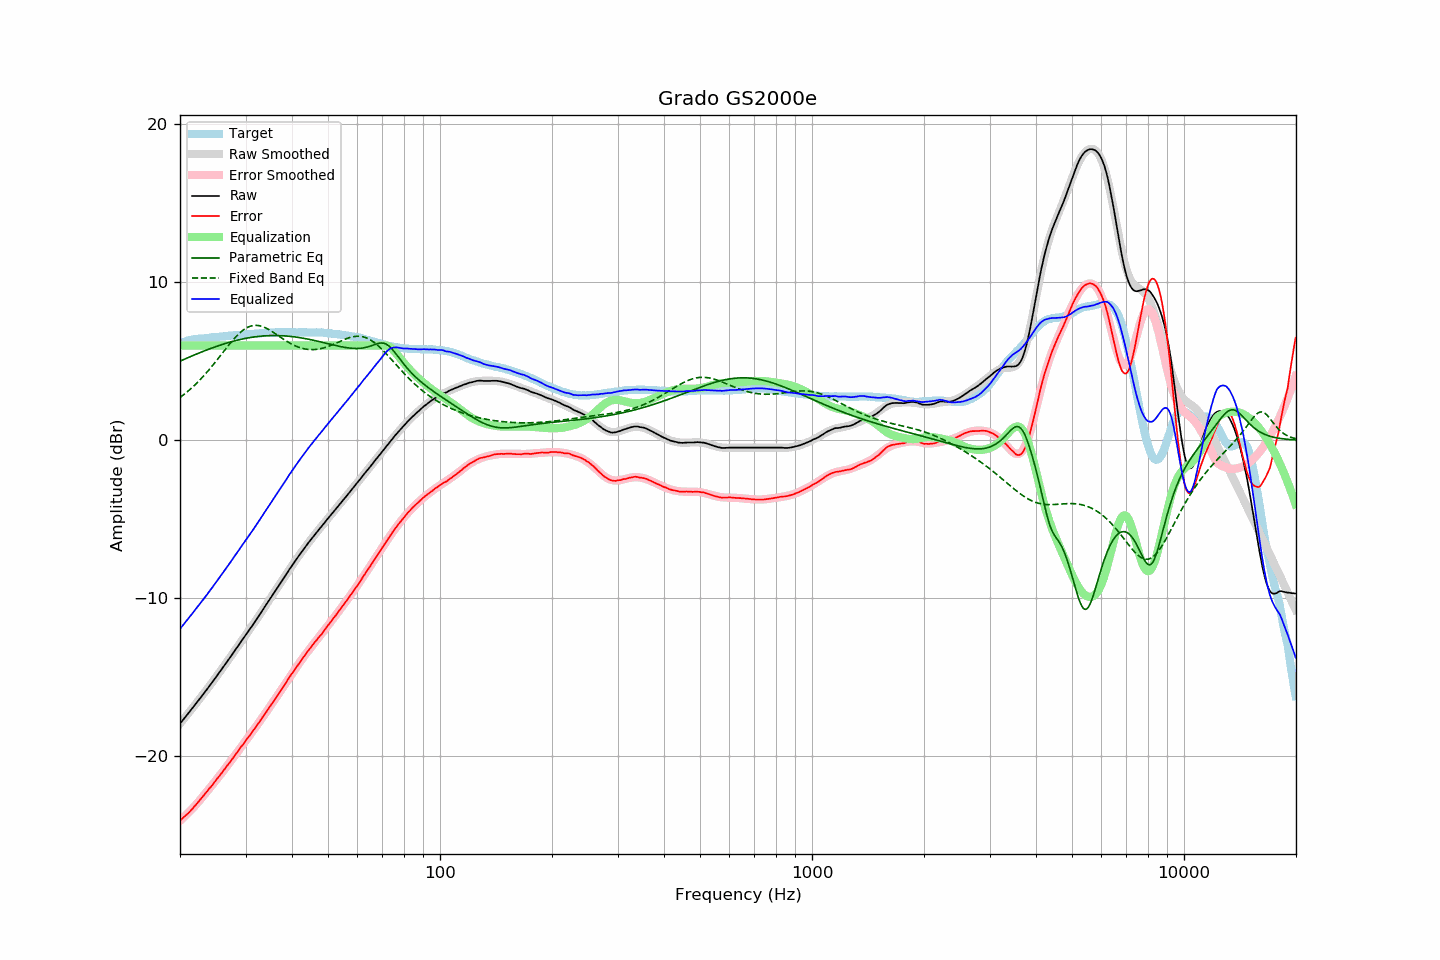 Grado GS2000e
20
10
0
−10
−20
Amplitude (dBr)
Target
Raw Smoothed
Error Smoothed
Raw
Error
Equalization
Parametric Eq
Fixed Band Eq
Equalized
100
1000
10000
Frequency (Hz)